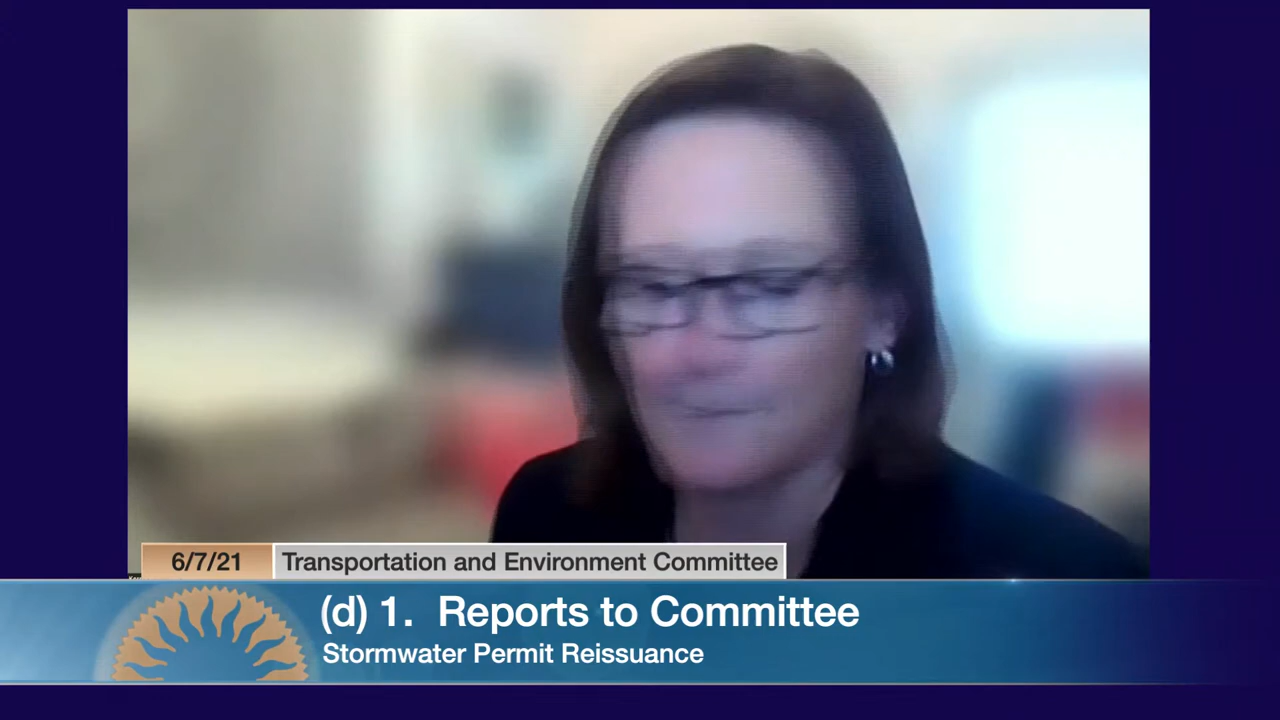 6/7/21
Transportation and Environment Committee
(d) 1. Reports to Committee
Stormwater Permit Reissuance